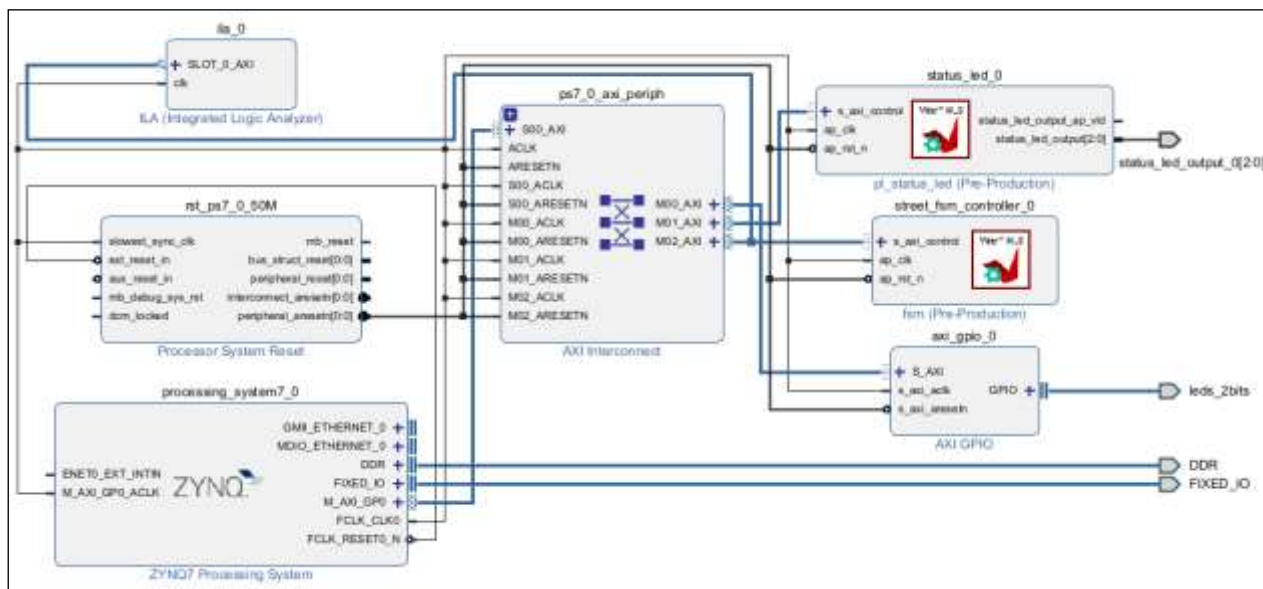 ila_0
SLOT_0_AXI
clk
ILA (Integrated Logic Analyzer)
rst_ps7_0_50M
slowest_sync_clk
ext_reset_in
aux_reset_in
mb_debug_sys_rst
dcm_locked
mb_reset
bus_struct_reset[0:0]
peripheral_reset[0:0]
interconnect_aresetn[0:0]
peripheral_aresetn[0:0]
Processor System Reset
processing_system7_0
ENET0_EXT_INTIN
M_AXI_GP0_ACLK
ZYNQ
GMII_ETHERNET_0
MDIO_ETHERNET_0
DDR
FIXED_IO
M_AXI_GP0
FCLK_CLK0
FCLK_RESET0_N
ZYNQ7 Processing System
ps7_0_axi_periph
S00_AXI
ACLK
ARESETN
S00_ACLK
S00_ARESETN
M00_ACLK
M00_ARESETN
M01_ACLK
M01_ARESETN
M02_ACLK
M02_ARESETN
M00_AXI
M01_AXI
M02_AXI
AXI Interconnect
status_led_0
s_axi_control
ap_clk
ap_rst_n
status_led_output_ap_vld
status_led_output[2:0]
pl_status_led (Pre-Production)
status_led_output_0[2:0]
street_fsm_controller_0
s_axi_control
ap_clk
ap_rst_n
fsm (Pre-Production)
axi_gpio_0
S_AXI
s_axi_aclk
s_axi_aresetn
GPIO
AXI GPIO
leds_2bits
DDR
FIXED_IO